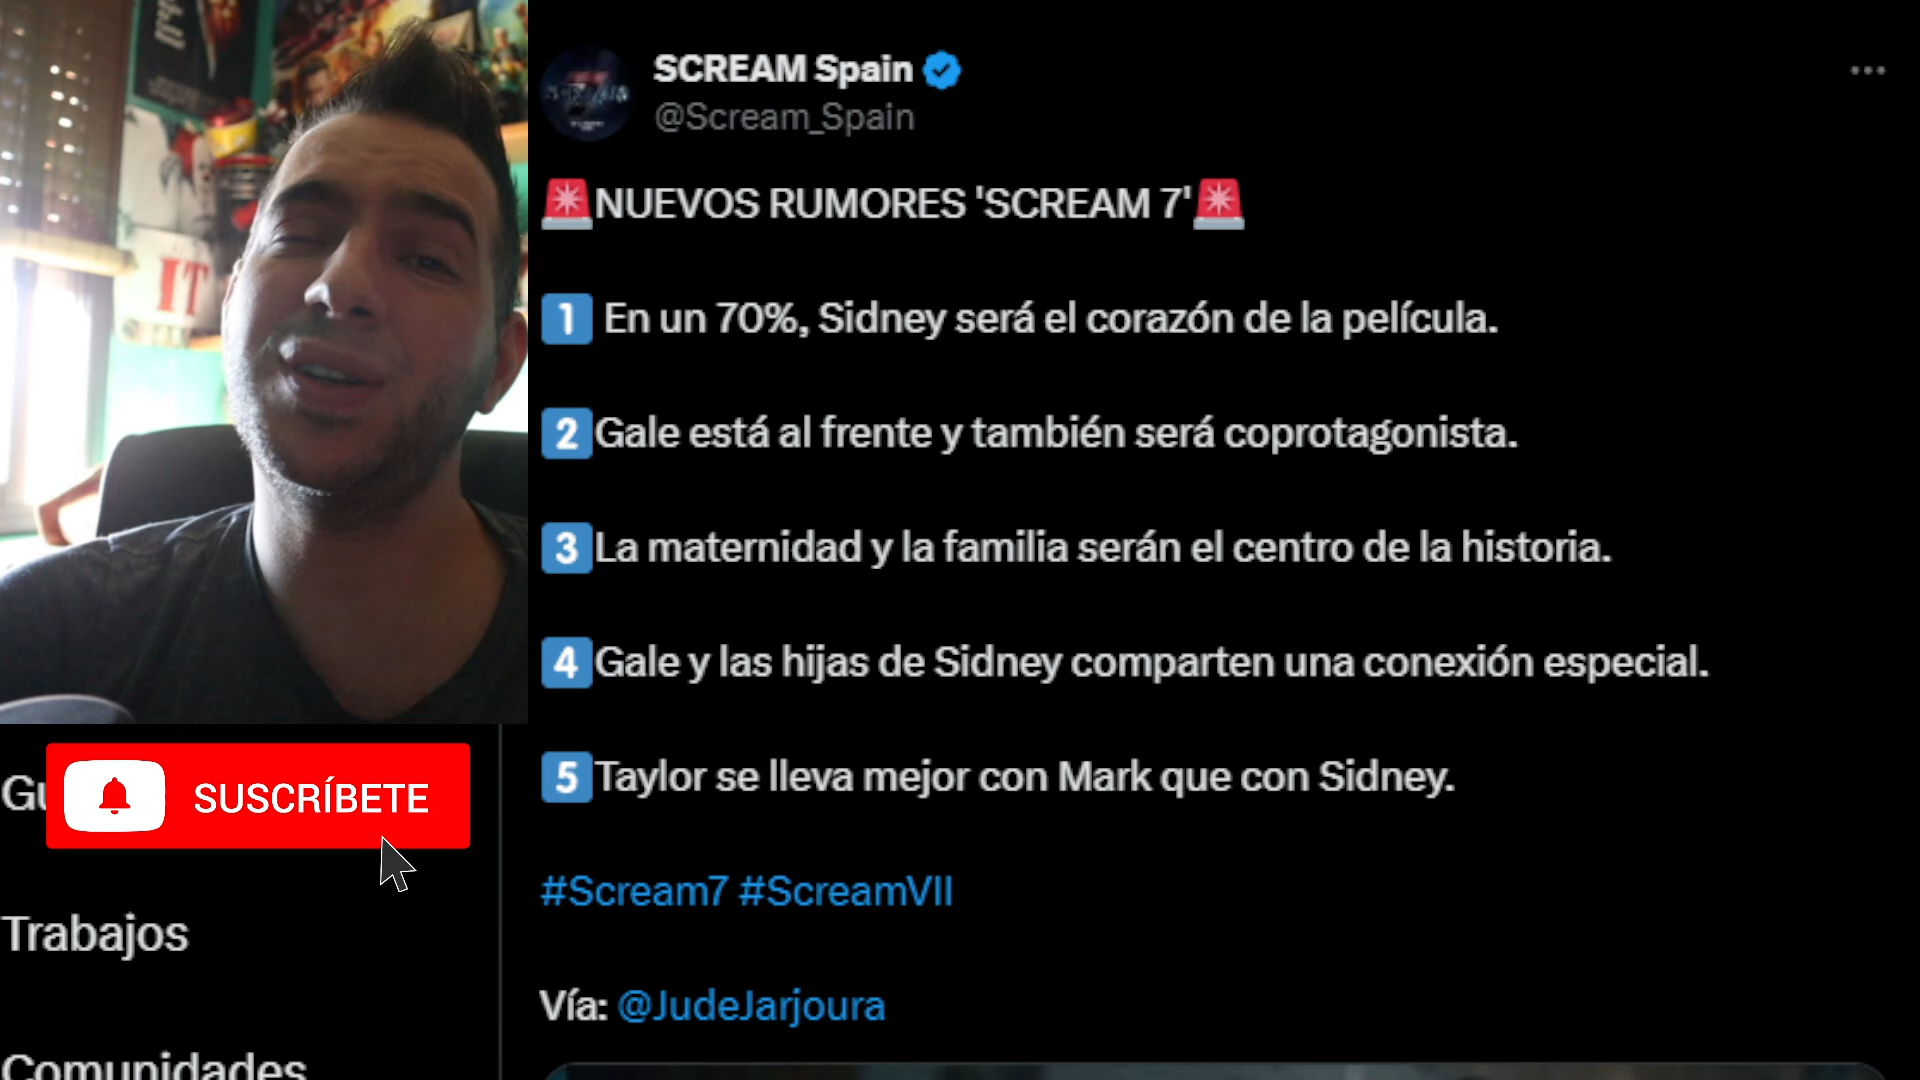 IT
SCREAM Spain
@Scream_Spain
NUEVOS RUMORES 'SCREAM 7'
1 En un 70%, Sidney será el corazón de la película.
2 Gale está al frente y también será coprotagonista.
3 La maternidad y la familia serán el centro de la historia.
4 Gale y las hijas de Sidney comparten una conexión especial.
5 Taylor se lleva mejor con Mark que con Sidney.
#Scream7 #ScreamVII
Vía: @JudeJarjoura
SUSCRÍBETE
Trabajos
Comunidades